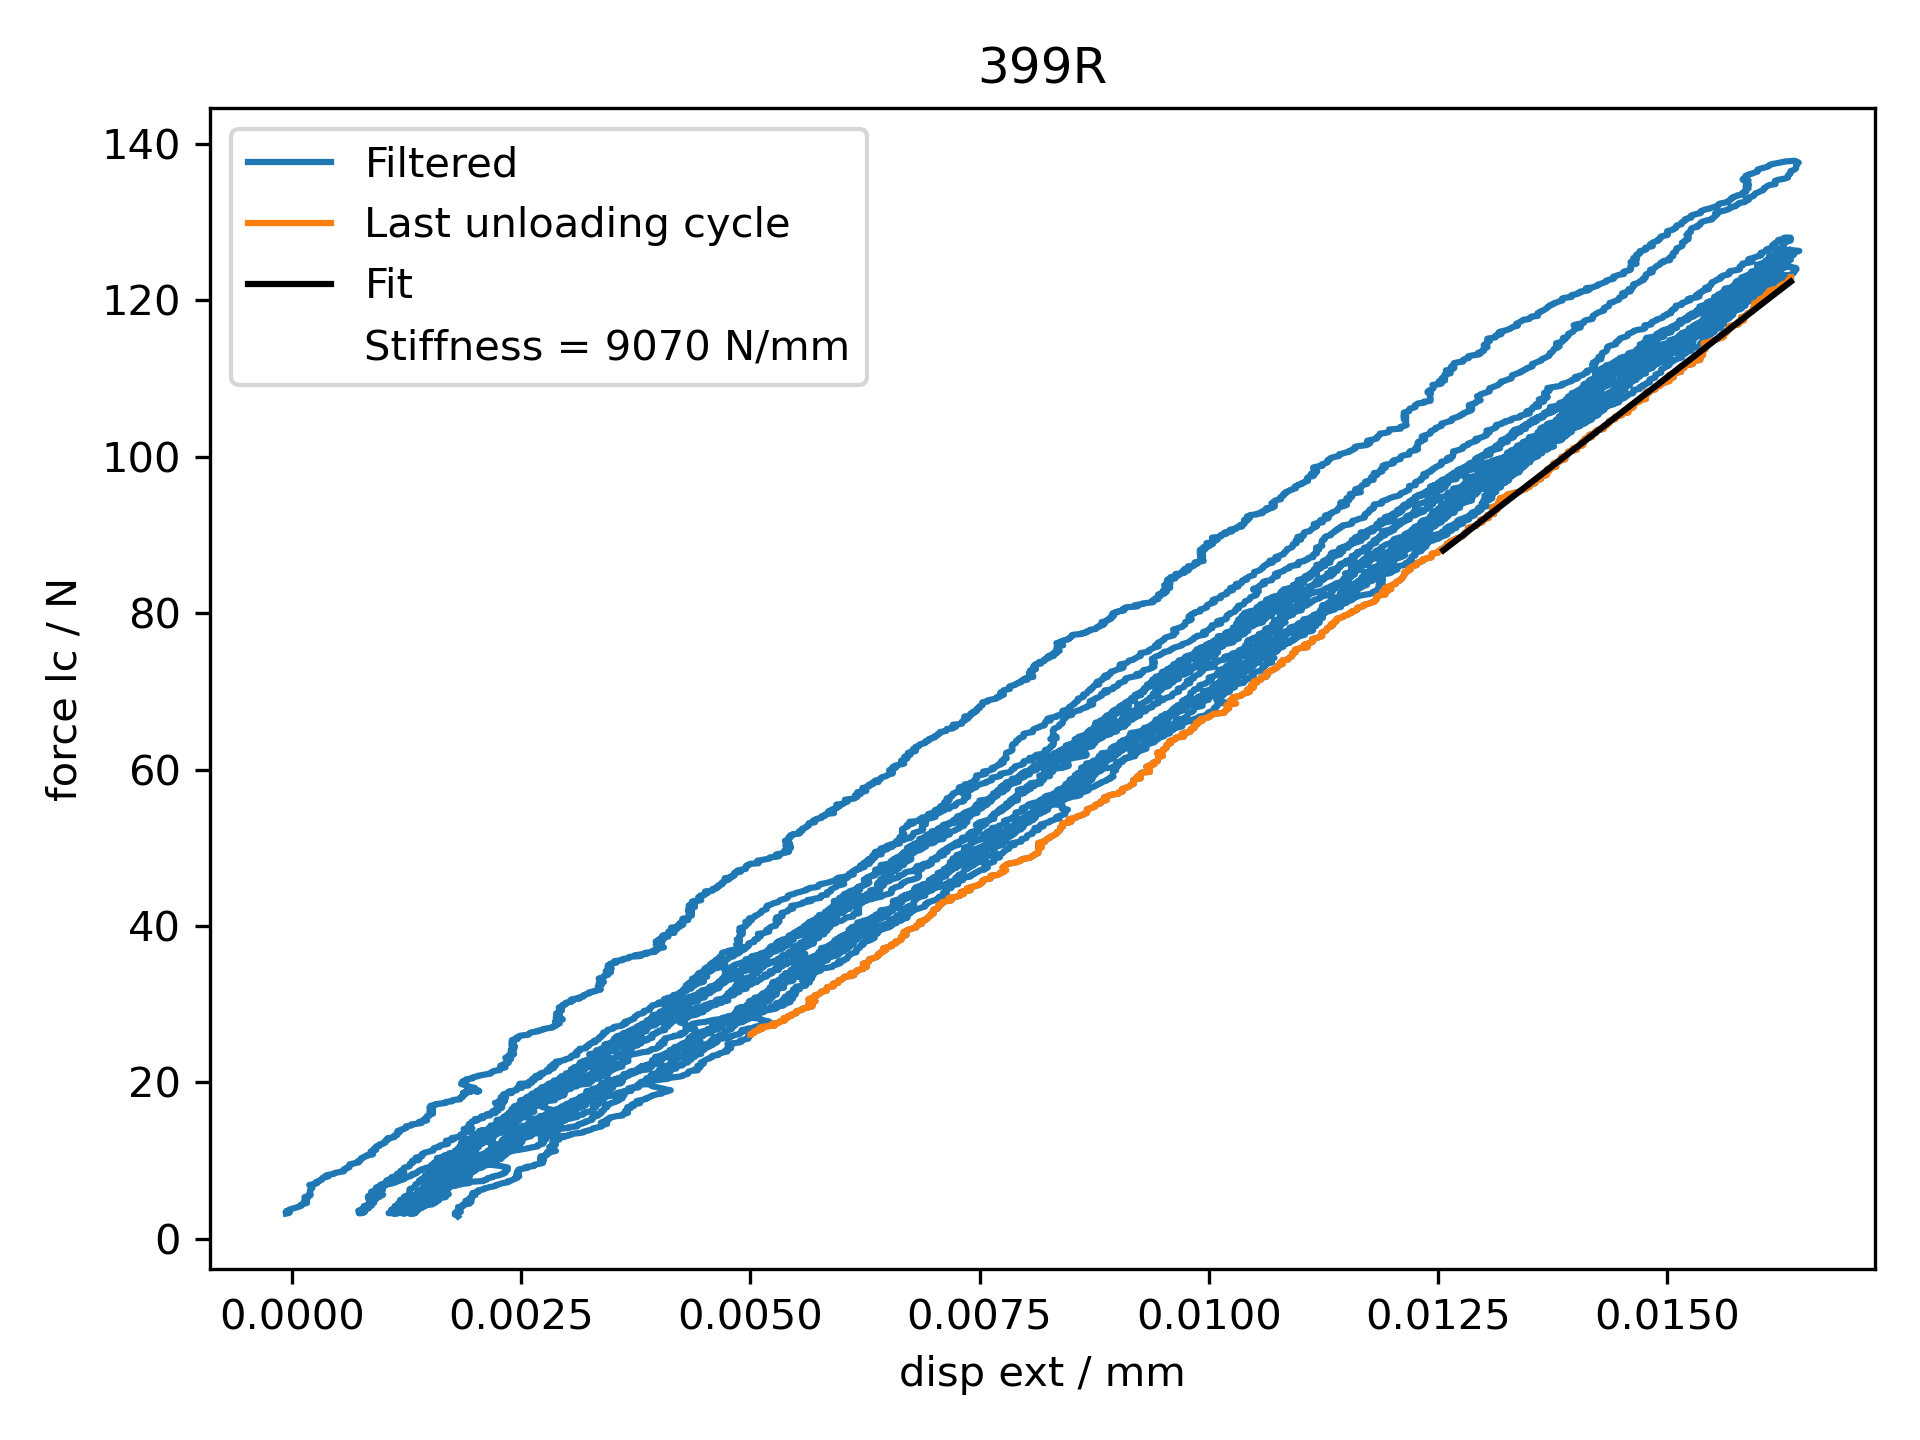 399R
140
120
100
80
60
40
20
0
force lc / N
Filtered
Last unloading cycle
Fit
Stiffness = 9070 N/mm
0.0000 0.0025 0.0050 0.0075 0.0100 0.0125 0.0150
disp ext / mm